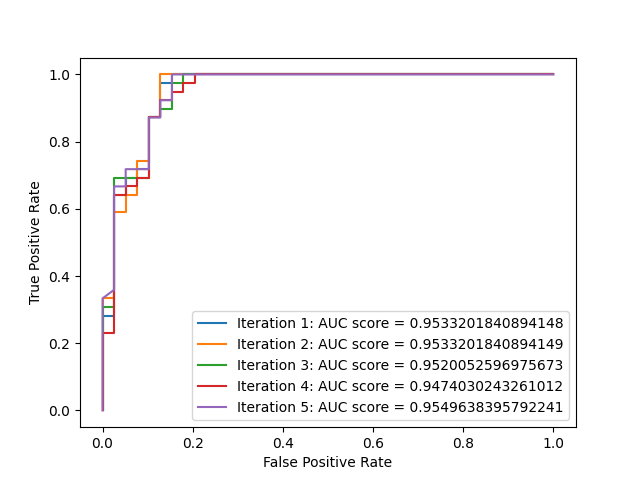 1.0
0.8
0.6
0.4
0.2
0.0
True Positive Rate
Iteration 1: AUC score = 0.9533201840894148
Iteration 2: AUC score = 0.9533201840894149
Iteration 3: AUC score = 0.9520052596975673
Iteration 4: AUC score = 0.9474030243261012
Iteration 5: AUC score = 0.9549638395792241
0.0 0.2 0.4 0.6 0.8 1.0
False Positive Rate